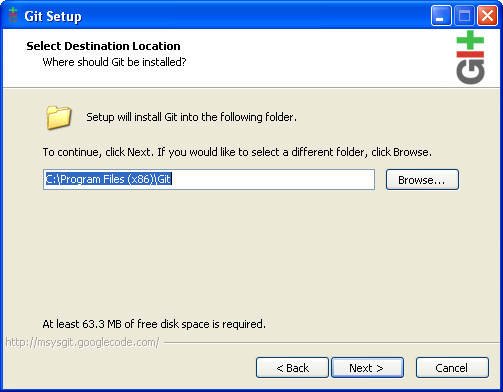 Git Setup
Select Destination Location
Where should Git be installed?
git
Setup will install Git into the following folder.
To continue, click Next. If you would like to select a different folder, click Browse.
C:\Program Files (x86)\Git
Browse...
At least 63.3 MB of free disk space is required.
http://msysgit.googlecode.com/
< Back
Next >
Cancel